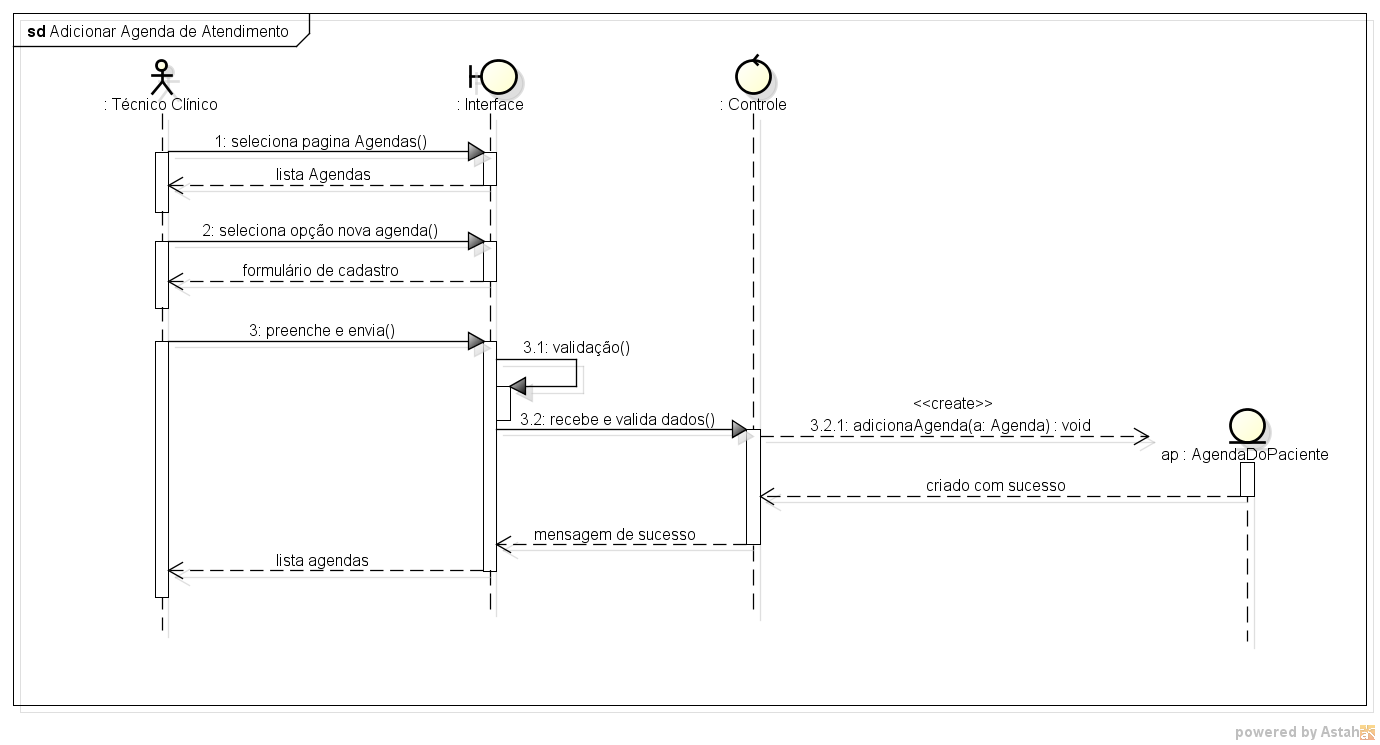 sd Adicionar Agenda de Atendimento
: Técnico Clínico
: Interface
: Controle
1: seleciona pagina Agendas()
lista Agendas
2: seleciona opção nova agenda()
formulário de cadastro
3: preenche e envia()
3.1: validação()
3.2: recebe e valida dados()
<<create>>
3.2.1: adicionaAgenda(a: Agenda) : void
ap : AgendaDoPaciente
criado com sucesso
mensagem de sucesso
lista agendas
powered by Astah